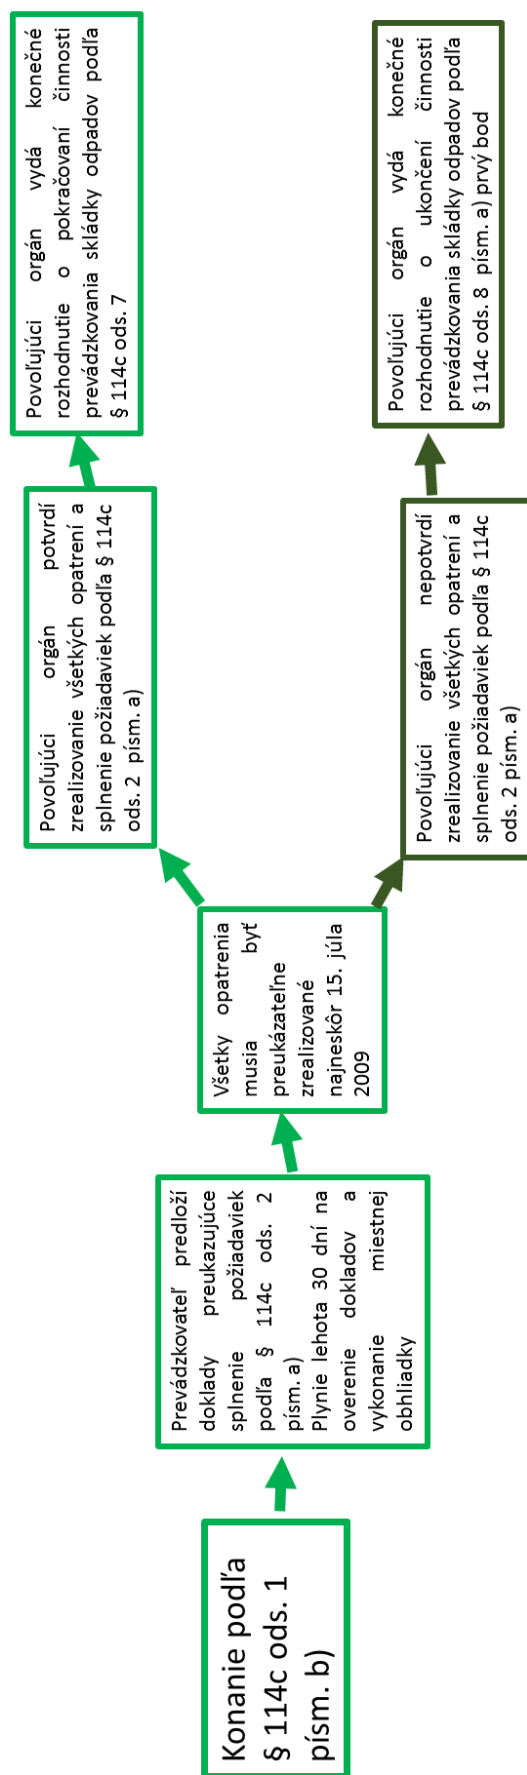 Konanie podľa
§ 114c ods. 1
písm. b)
Prevádzkovateľ predloží
doklady preukazujúce
splnenie požiadaviek
podľa § 114c ods. 2
písm. a)
Plynie lehota 30 dní na
overenie dokladov a
vykonanie miestnej
obhliadky
Všetky opatrenia
musia byť
preukázateľne
zrealizované
najneskôr 15. júla
2009
Povoľujúci orgán potvrdí
zrealizovanie všetkých opatrení a
splnenie požiadaviek podľa § 114c
ods. 2 písm. a)
Povoľujúci orgán vydá konečné
rozhodnutie o pokračovaní činnosti
prevádzkovania skládky odpadov podľa
§ 114c ods. 7
Povoľujúci orgán nepotvrdí
zrealizovanie všetkých opatrení a
splnenie požiadaviek podľa § 114c
ods. 2 písm. a)
Povoľujúci orgán vydá konečné
rozhodnutie o ukončení činnosti
prevádzkovania skládky odpadov podľa
§ 114c ods. 8 písm. a) prvý bod